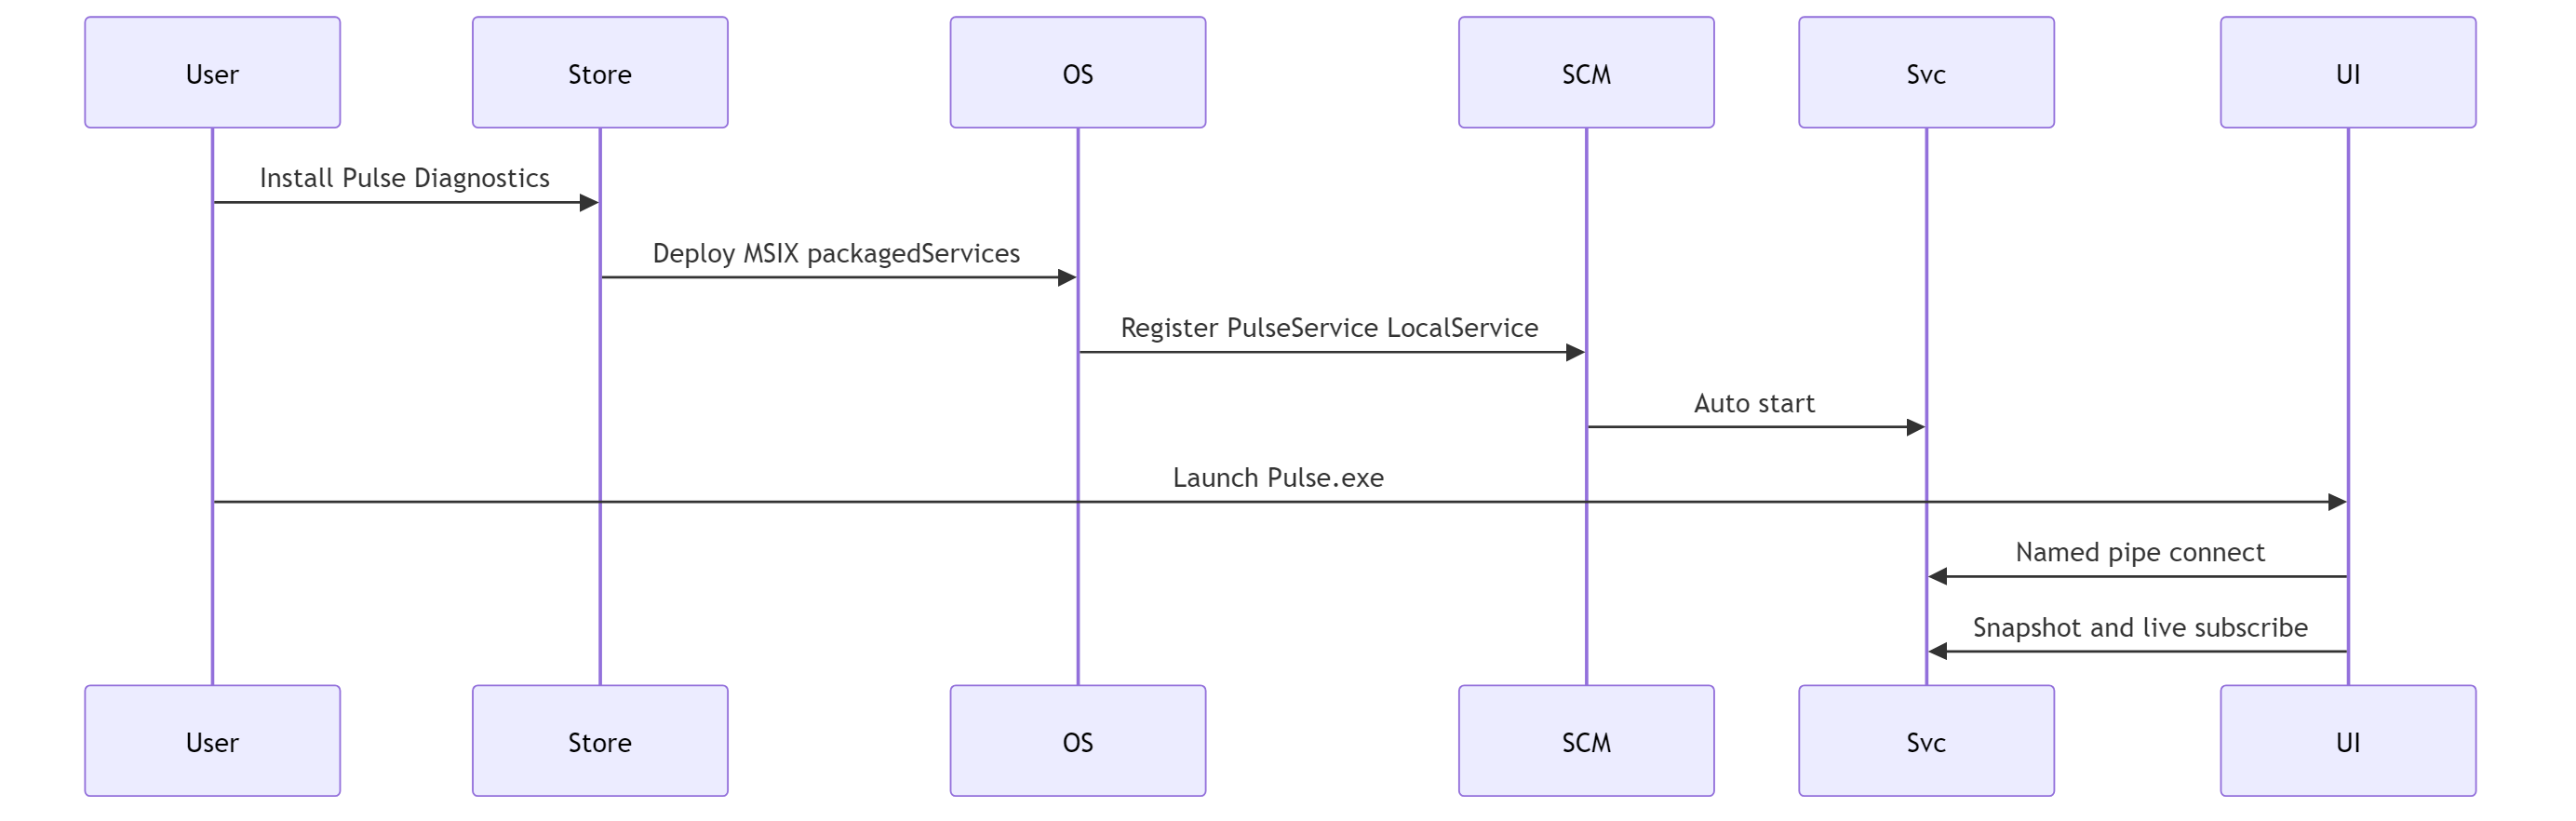 User
Store
OS
SCM
Svc
UI
Install Pulse Diagnostics
Deploy MSIX packagedServices
Register PulseService LocalService
Auto start
Launch Pulse.exe
Named pipe connect
Snapshot and live subscribe
User
Store
OS
SCM
Svc
UI